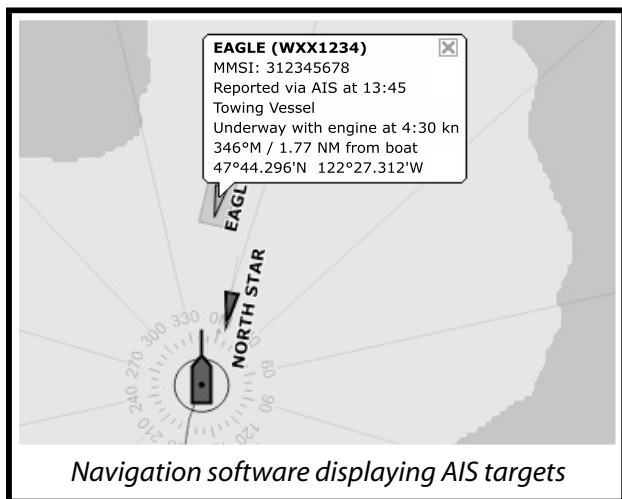 EAGLE (WXX1234)
MMSI: 312345678
Reported via AIS at 13:45
Towing Vessel
Underway with engine at 4:30 kn
346°M / 1.77 NM from boat
47°44.296'N 122°27.312'W
EAGL
NORTH STAR
300
330
270
60
240
90
210
Navigation software displaying AIS targets